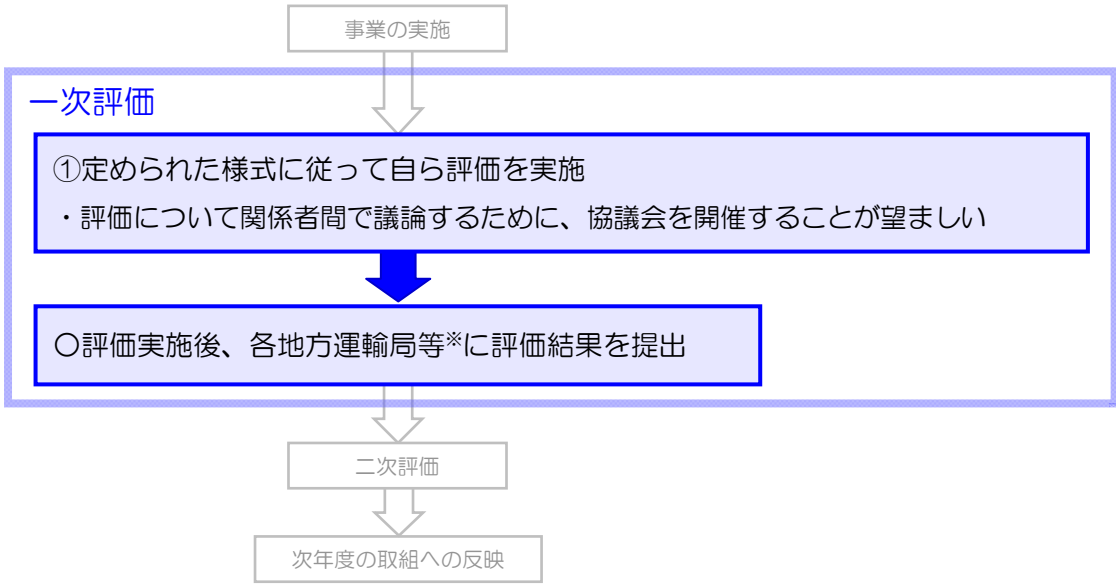 事業の実施
一次評価
①定められた様式に従って自ら評価を実施
・評価について関係者間で議論するために、協議会を開催することが望ましい
○評価実施後、各地方運輸局等※に評価結果を提出
二次評価
次年度の取組への反映